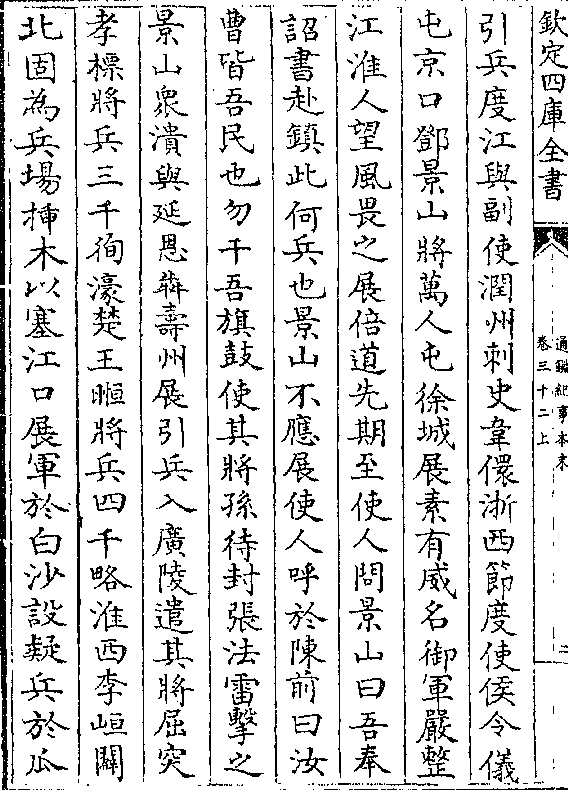 欽定四庫全書
通鑑紀事本末
卷三十二上
二
引兵度江與副使潤州刺史韋儇浙西節度使侯令儀
屯京口鄧景山將萬人屯徐城展素有威名御軍嚴整
江淮人望風畏之展倍道先期至使人問景山曰吾奉
詔書赴鎮此何兵也景山不應展使人呼於陳前曰汝
曹皆吾民也勿干吾旗鼓使其將孫待封張法雷擊之
景山衆潰與延恩犇壽州展引兵入廣陵遣其將屈突
孝標將兵三千徇濠楚王暅將兵四千略淮西李峘闢
北固為兵場揷木以塞江口展軍於白沙設疑兵於瓜